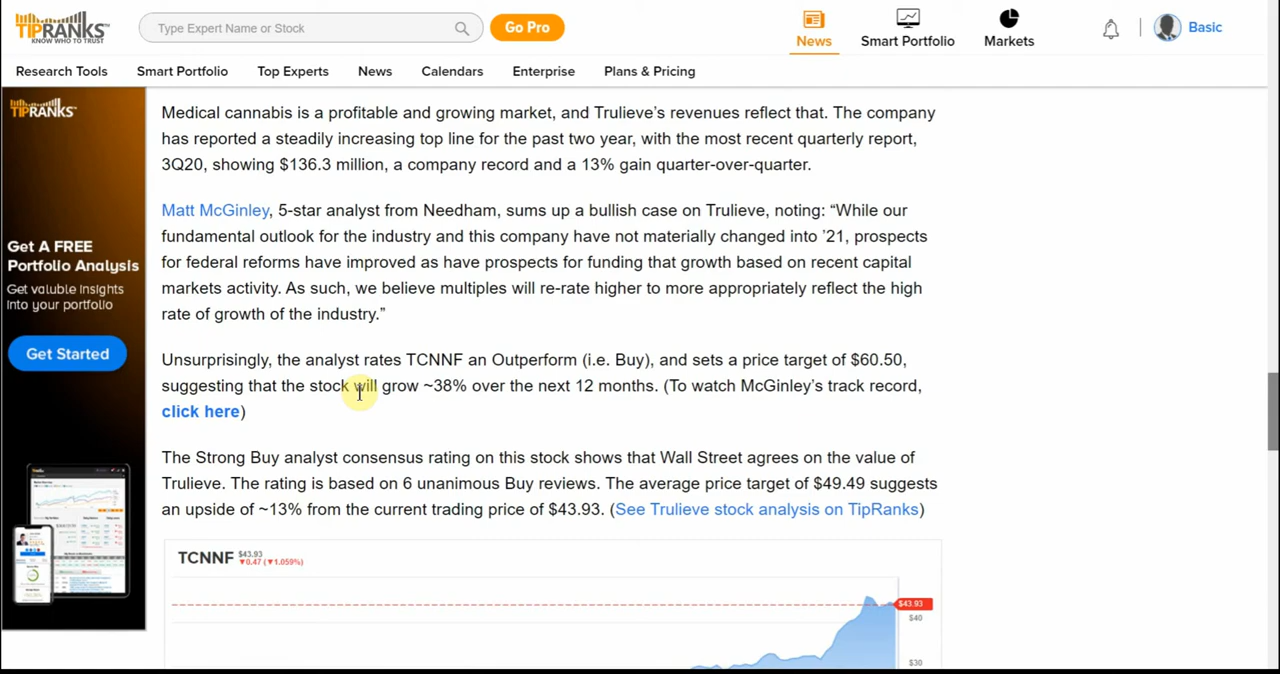 TIPRANKS
KNOW WHO TO TRUST
Type Expert Name or Stock
Go Pro
News
Smart Portfolio
Markets
Basic
Research Tools
Smart Portfolio
Top Experts
News
Calendars
Enterprise
Plans & Pricing
TIPRANKS
Get A FREE
Portfolio Analysis
Get valuble Insights
Into your portfolio
Get Started
Medical cannabis is a profitable and growing market, and Trulieve’s revenues reflect that. The company
has reported a steadily increasing top line for the past two year, with the most recent quarterly report,
3Q20, showing $136.3 million, a company record and a 13% gain quarter-over-quarter.
Matt McGinley, 5-star analyst from Needham, sums up a bullish case on Trulieve, noting: “While our
fundamental outlook for the industry and this company have not materially changed into ’21, prospects
for federal reforms have improved as have prospects for funding that growth based on recent capital
markets activity. As such, we believe multiples will re-rate higher to more appropriately reflect the high
rate of growth of the industry.”
Unsurprisingly, the analyst rates TCNNF an Outperform (i.e. Buy), and sets a price target of $60.50,
suggesting that the stock will grow ~38% over the next 12 months. (To watch McGinley’s track record,
click here)
The Strong Buy analyst consensus rating on this stock shows that Wall Street agrees on the value of
Trulieve. The rating is based on 6 unanimous Buy reviews. The average price target of $49.49 suggests
an upside of ~13% from the current trading price of $43.93. (See Trulieve stock analysis on TipRanks)
TCNNF $43.93
▼0.47 (▼1.059%)
$43.93
$40
$30